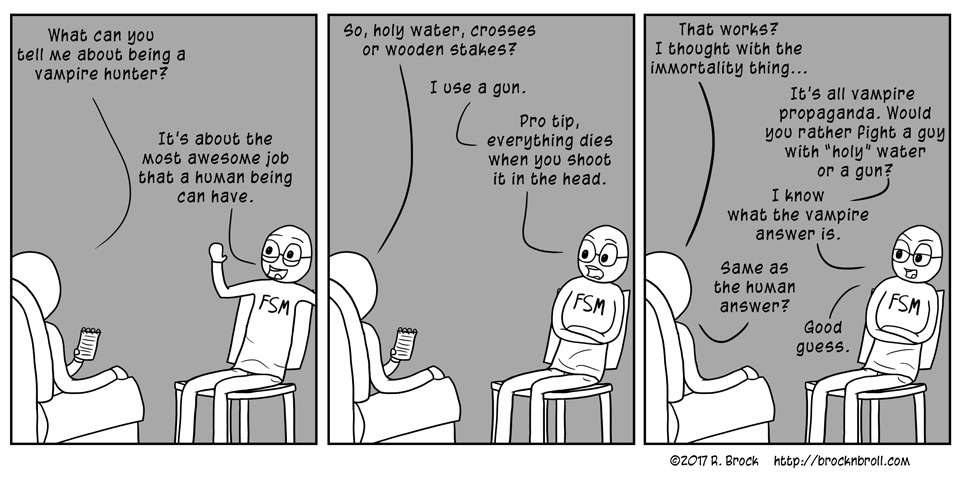 What can you
tell me about being a
vampire hunter?
It's about the
most awesome job
that a human being
can have.
FSM
So, holy water, crosses
or wooden stakes?
I use a gun.
Pro tip,
everything dies
when you shoot
it in the head.
FSM
That works?
I thought with the
immortality thing...
It's all vampire
propaganda. Would
you rather fight a guy
with "holy" water
or a gun?
I know
what the vampire
answer is.
Same as
the human
answer?
Good
guess.
FSM
©2017 R. Brock http://brocknbroll.com